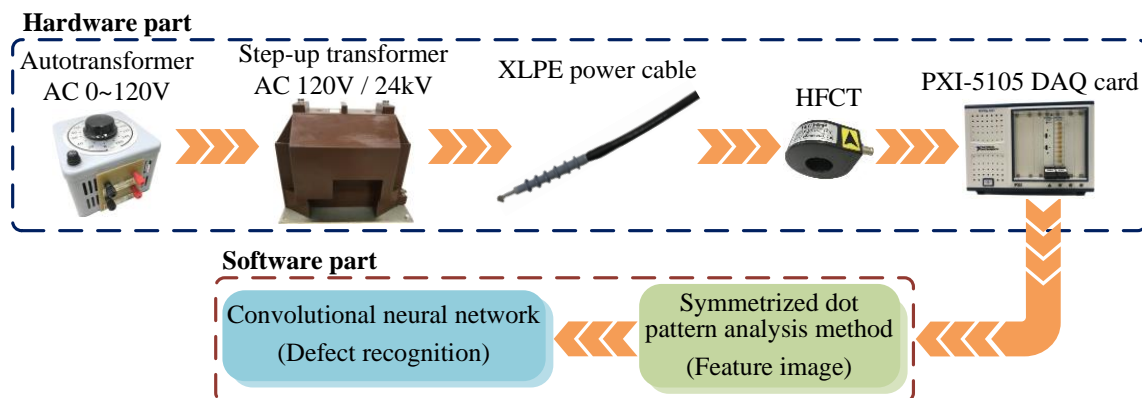 Hardware part
Autotransformer
AC 0~120V
Step-up transformer
AC 120V / 24kV
XLPE power cable
HFCT
PXI-5105 DAQ card
Software part
Convolutional neural network
(Defect recognition)
Symmetrized dot
pattern analysis method
(Feature image)